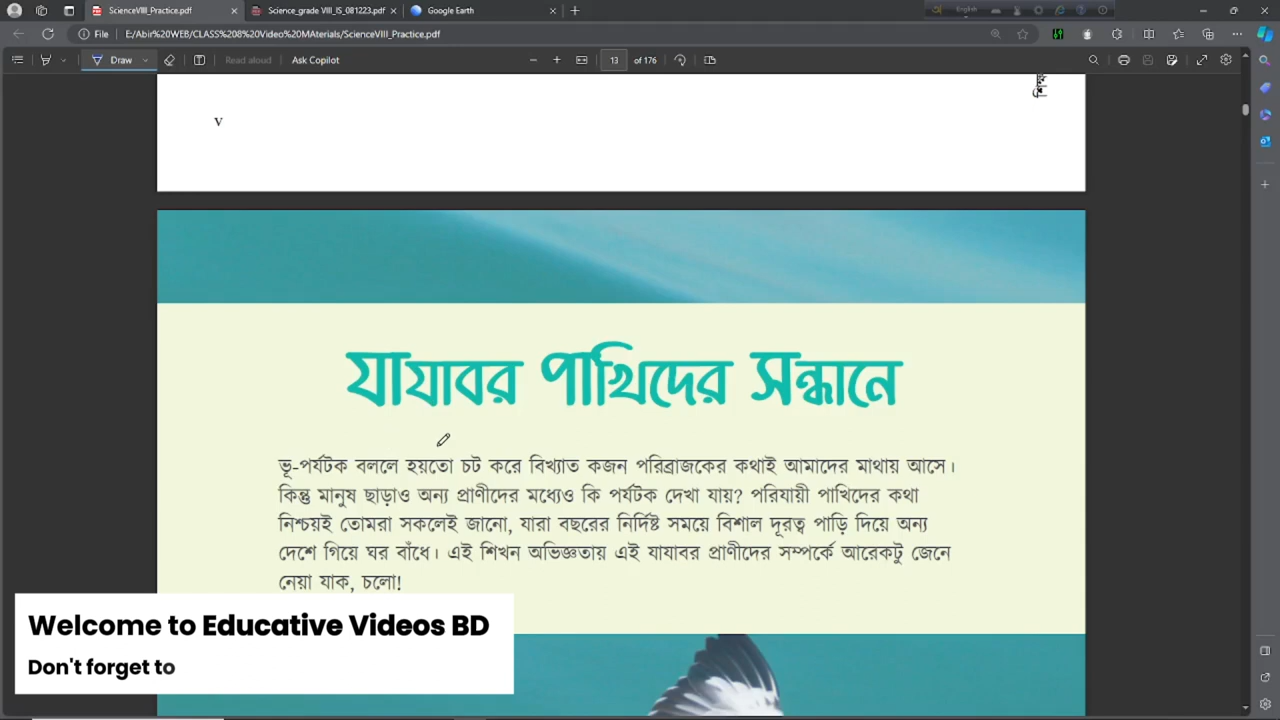 ScienceVIII_Practice.pdf
Science_grade VIII_IS_081223.pdf
Google Earth
English
File
E:/Abir%20WEB/CLASS%208%20Video%20MAterials/ScienceVIII_Practice.pdf
Draw
Read aloud
Ask Copilot
13 of 176
v
যাযাবর পাখিদের সন্ধানে
ভূ-পর্যটক বললে হয়তো চট করে বিখ্যাত কজন পরিব্রাজকের কথাই আমাদের মাথায় আসে।
কিন্তু মানুষ ছাড়াও অন্য প্রাণীদের মধ্যেও কি পর্যটক দেখা যায়? পরিযায়ী পাখিদের কথা
নিশ্চয়ই তোমরা সকলেই জানো, যারা বছরের নির্দিষ্ট সময়ে বিশাল দূরত্ব পাড়ি দিয়ে অন্য
দেশে গিয়ে ঘর বাঁধে। এই শিখন অভিজ্ঞতায় এই যাযাবর প্রাণীদের সম্পর্কে আরেকটু জেনে
নেয়া যাক, চলো!
Welcome to Educative Videos BD
Don't forget to